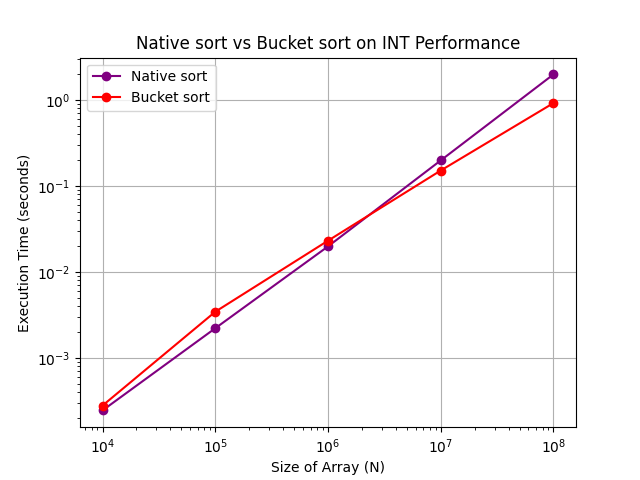 Native sort vs Bucket sort on INT Performance
Native sort
Bucket sort
Execution Time (seconds)
10⁰
10⁻¹
10⁻²
10⁻³
10⁴ 10⁵ 10⁶ 10⁷ 10⁸
Size of Array (N)